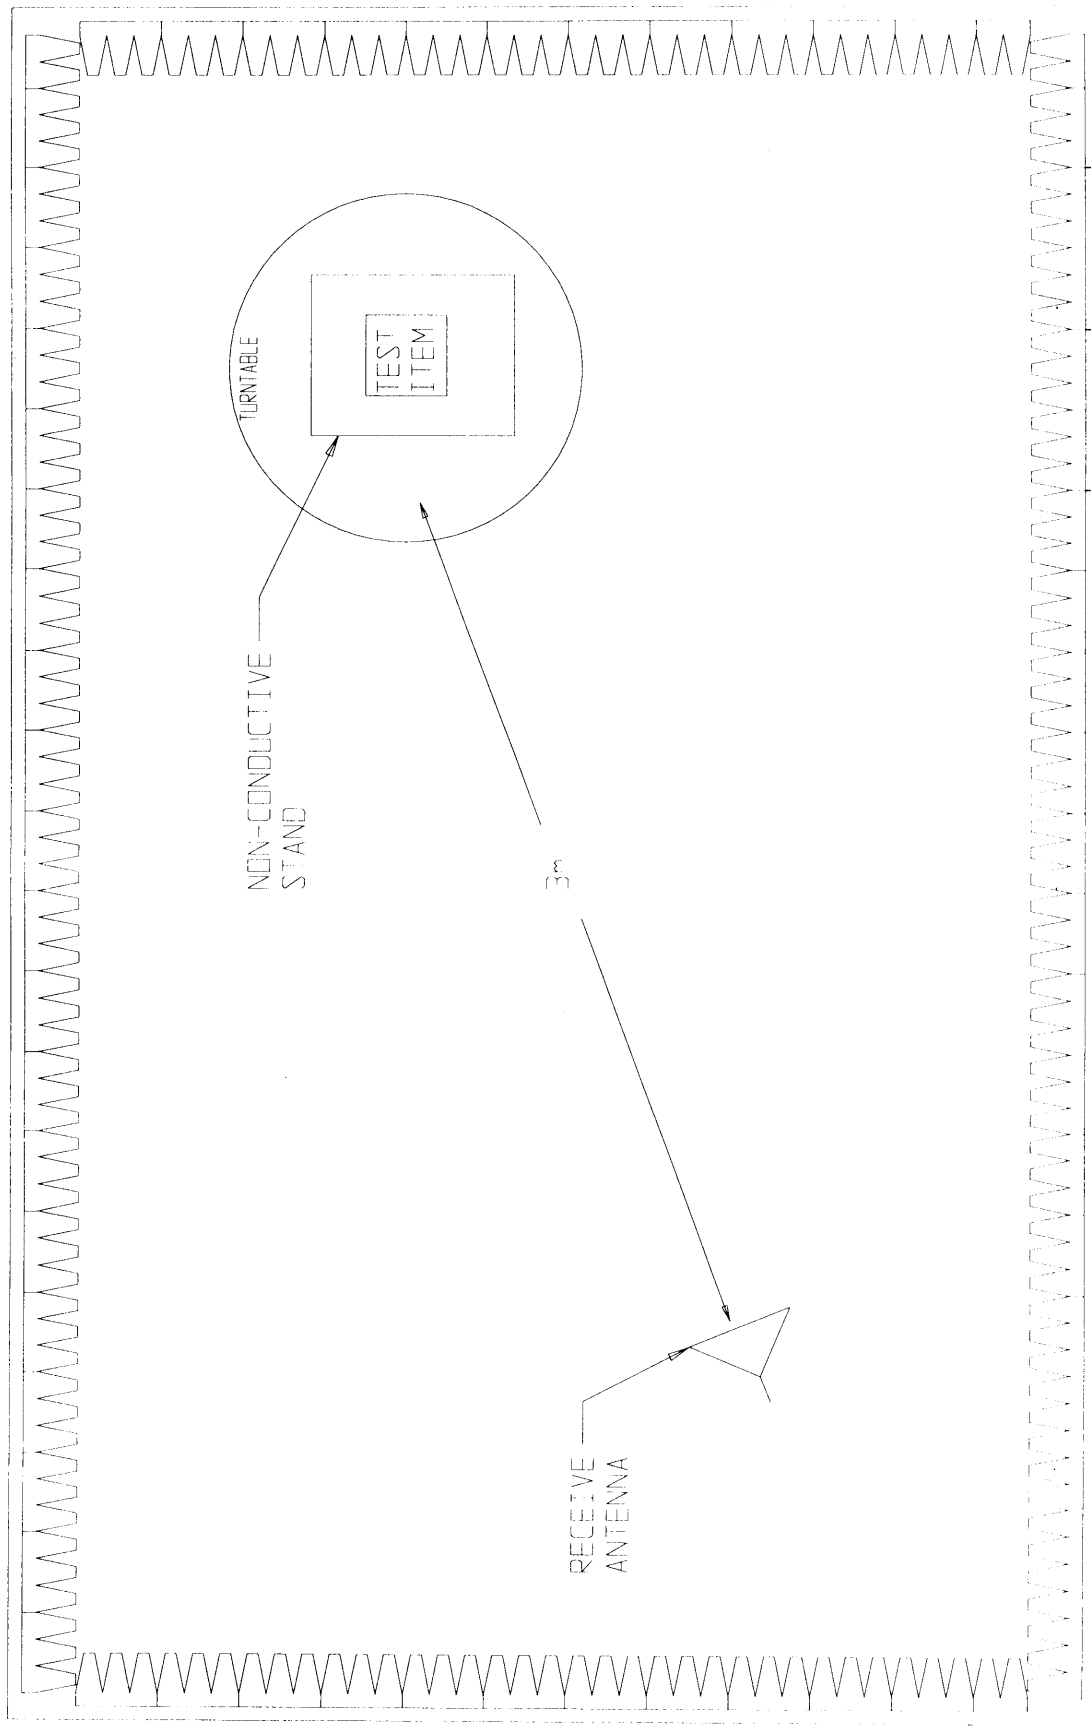 TURNTABLE
TEST
ITEM
NON-CONDUCTIVE
STAND
3m
RECEIVE
ANTENNA